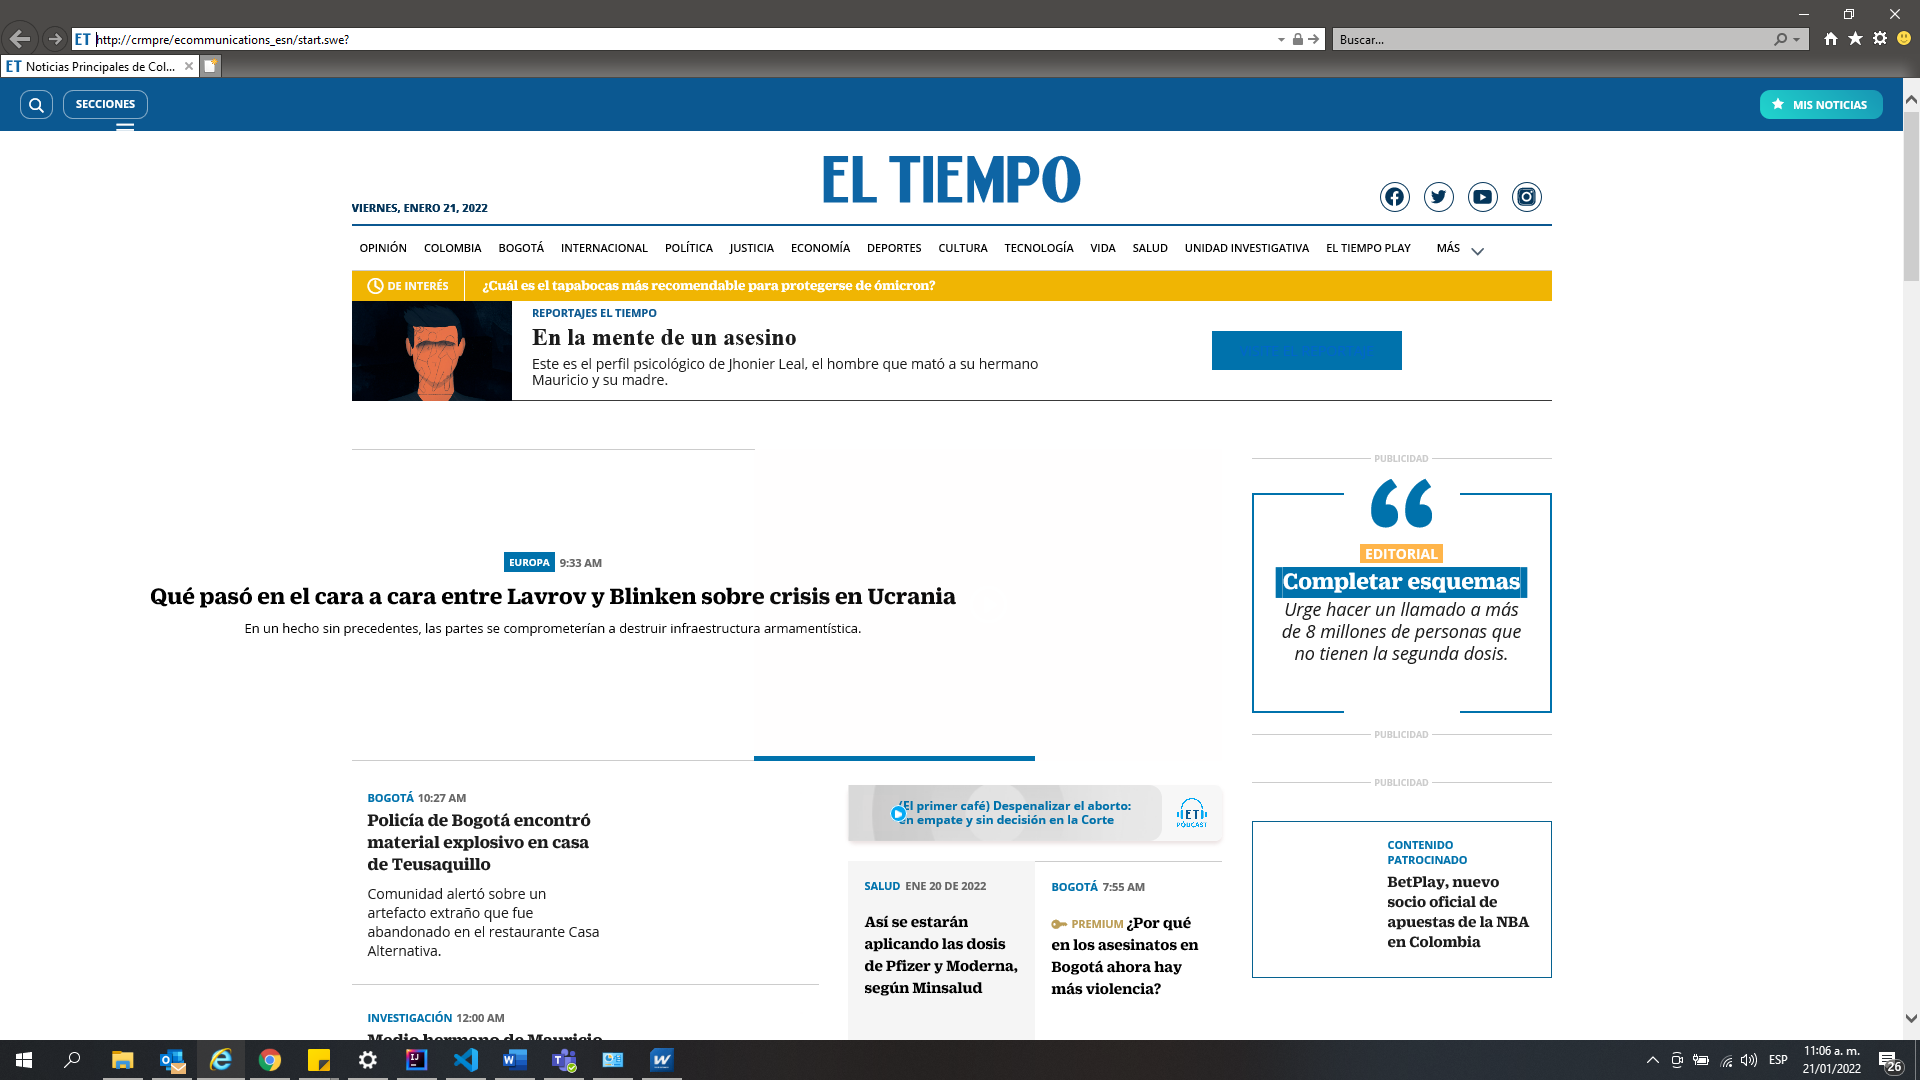 ET http://crmpre/ecommunications_esn/start.swe?
Buscar...
ET Noticias Principales de Col...
SECCIONES
MIS NOTICIAS
EL TIEMPO
VIERNES, ENERO 21, 2022
OPINIÓN COLOMBIA BOGOTÁ INTERNACIONAL POLÍTICA JUSTICIA ECONOMÍA DEPORTES CULTURA TECNOLOGÍA VIDA SALUD UNIDAD INVESTIGATIVA EL TIEMPO PLAY MÁS
DE INTERÉS ¿Cuál es el tapabocas más recomendable para protegerse de ómicron?
REPORTAJES EL TIEMPO
En la mente de un asesino
Este es el perfil psicológico de Jhonier Leal, el hombre que mató a su hermano
Mauricio y su madre.
EUROPA 9:33 AM
Qué pasó en el cara a cara entre Lavrov y Blinken sobre crisis en Ucrania
En un hecho sin precedentes, las partes se comprometerían a destruir infraestructura armamentística.
PUBLICIDAD
EDITORIAL
Completar esquemas
Urge hacer un llamado a más
de 8 millones de personas que
no tienen la segunda dosis.
PUBLICIDAD
PUBLICIDAD
BOGOTÁ 10:27 AM
Policía de Bogotá encontró
material explosivo en casa
de Teusaquillo
Comunidad alertó sobre un
artefacto extraño que fue
abandonado en el restaurante Casa
Alternativa.
INVESTIGACIÓN 12:00 AM
Medio hermano de Mauricio
(El primer café) Despenalizar el aborto:
en empate y sin decisión en la Corte
ET
PÓDCAST
SALUD ENE 20 DE 2022
Así se estarán
aplicando las dosis
de Pfizer y Moderna,
según Minsalud
BOGOTÁ 7:55 AM
PREMIUM ¿Por qué
en los asesinatos en
Bogotá ahora hay
más violencia?
CONTENIDO
PATROCINADO
BetPlay, nuevo
socio oficial de
apuestas de la NBA
en Colombia
ESP
11:06 a. m.
21/01/2022
26